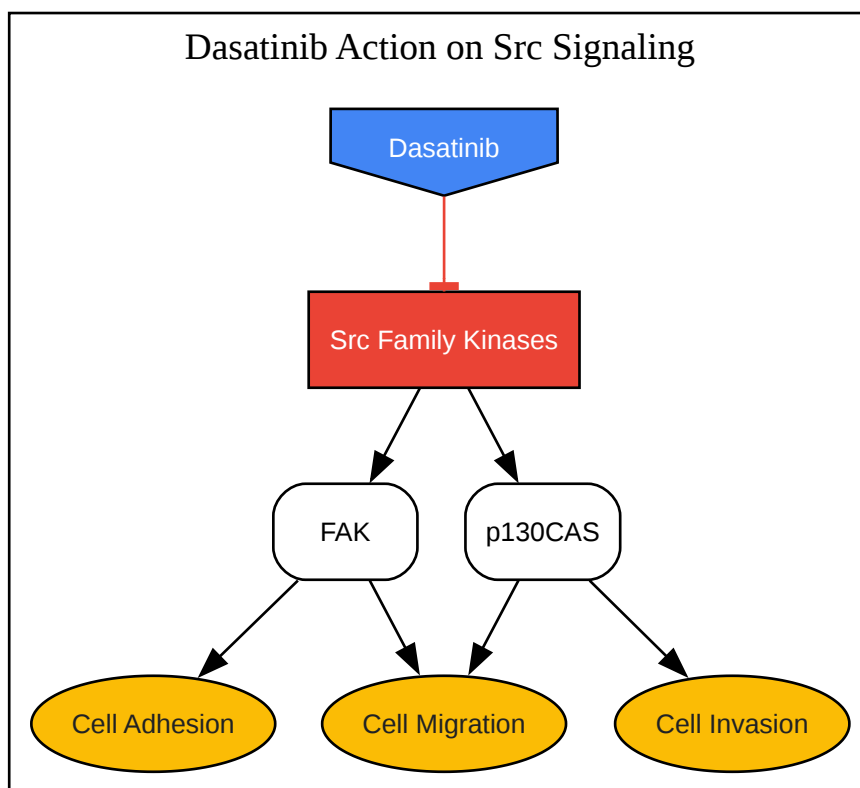 Dasatinib Action on Src Signaling
Dasatinib
Src Family Kinases
FAK
p130CAS
Cell Adhesion
Cell Migration
Cell Invasion